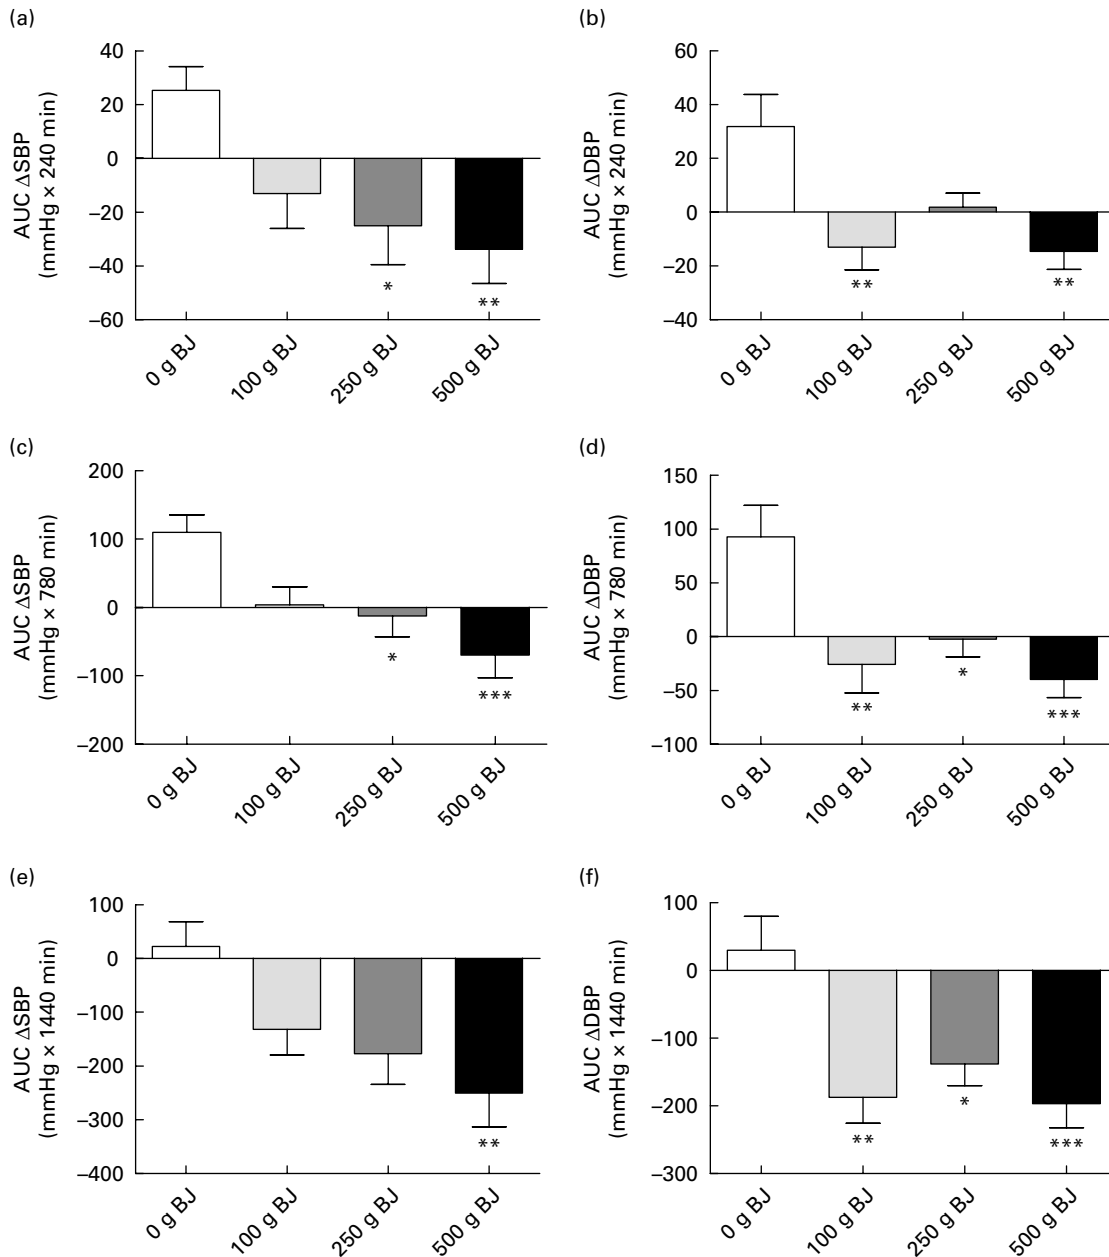 (a)
AUC ΔSBP
(mmHg × 240 min)
40
20
0
−20
−40
−60
*
**
0 g BJ
100 g BJ
250 g BJ
500 g BJ
(b)
AUC ΔDBP
(mmHg × 240 min)
60
40
20
0
−20
−40
**
**
0 g BJ
100 g BJ
250 g BJ
500 g BJ
(c)
AUC ΔSBP
(mmHg × 780 min)
200
100
0
−100
−200
*
***
0 g BJ
100 g BJ
250 g BJ
500 g BJ
(d)
AUC ΔDBP
(mmHg × 780 min)
150
100
50
0
−50
−100
**
*
***
0 g BJ
100 g BJ
250 g BJ
500 g BJ
(e)
AUC ΔSBP
(mmHg × 1440 min)
100
0
−100
−200
−300
−400
**
0 g BJ
100 g BJ
250 g BJ
500 g BJ
(f)
AUC ΔDBP
(mmHg × 1440 min)
100
0
−100
−200
−300
**
*
***
0 g BJ
100 g BJ
250 g BJ
500 g BJ